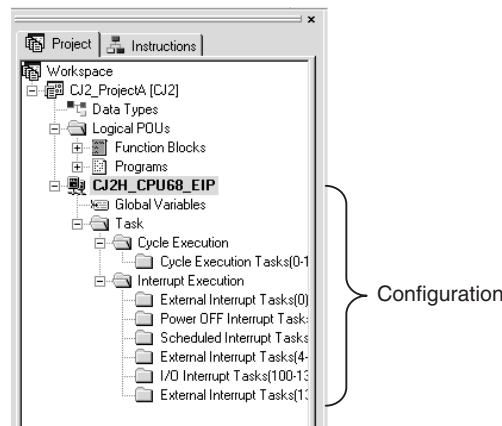 Project
Instructions
Workspace
CJ2_ProjectA [CJ2]
Data Types
Logical POUs
Function Blocks
Programs
CJ2H_CPU68_EIP
Global Variables
Task
Cycle Execution
Cycle Execution Tasks(0-1
Interrupt Execution
External Interrupt Tasks(0)
Power OFF Interrupt Task
Scheduled Interrupt Tasks
External Interrupt Tasks(4-
I/O Interrupt Tasks(100-13
External Interrupt Tasks(13
Configuration